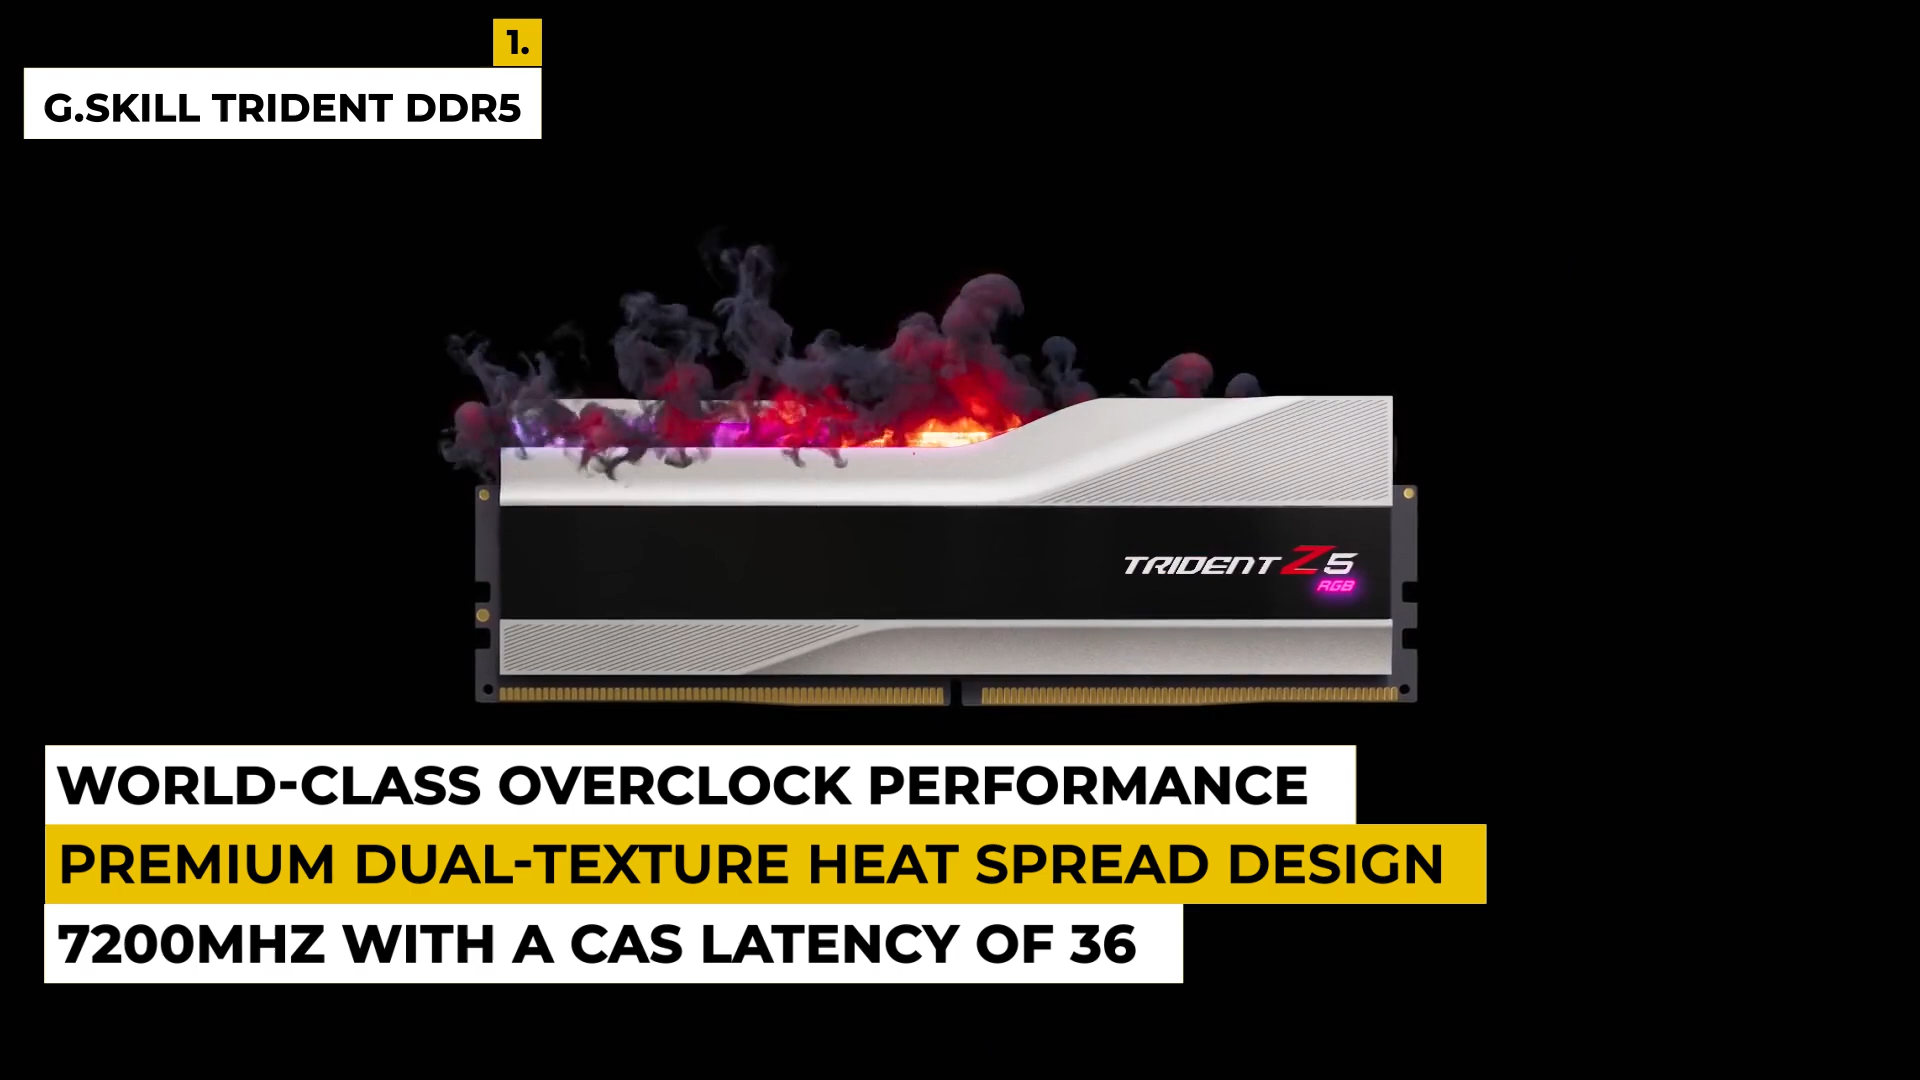 1.
G.SKILL TRIDENT DDR5
TRIDENT Z5
RGB
WORLD-CLASS OVERCLOCK PERFORMANCE
PREMIUM DUAL-TEXTURE HEAT SPREAD DESIGN
7200MHZ WITH A CAS LATENCY OF 36